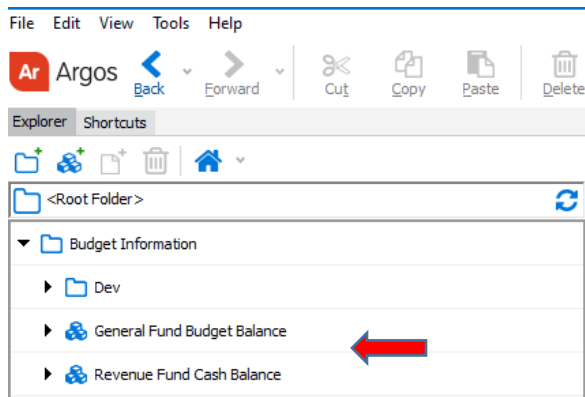 File Edit View Tools Help
Ar Argos Back Forward Cut Copy Paste Delete
Explorer Shortcuts
<Root Folder>
Budget Information
Dev
General Fund Budget Balance
Revenue Fund Cash Balance